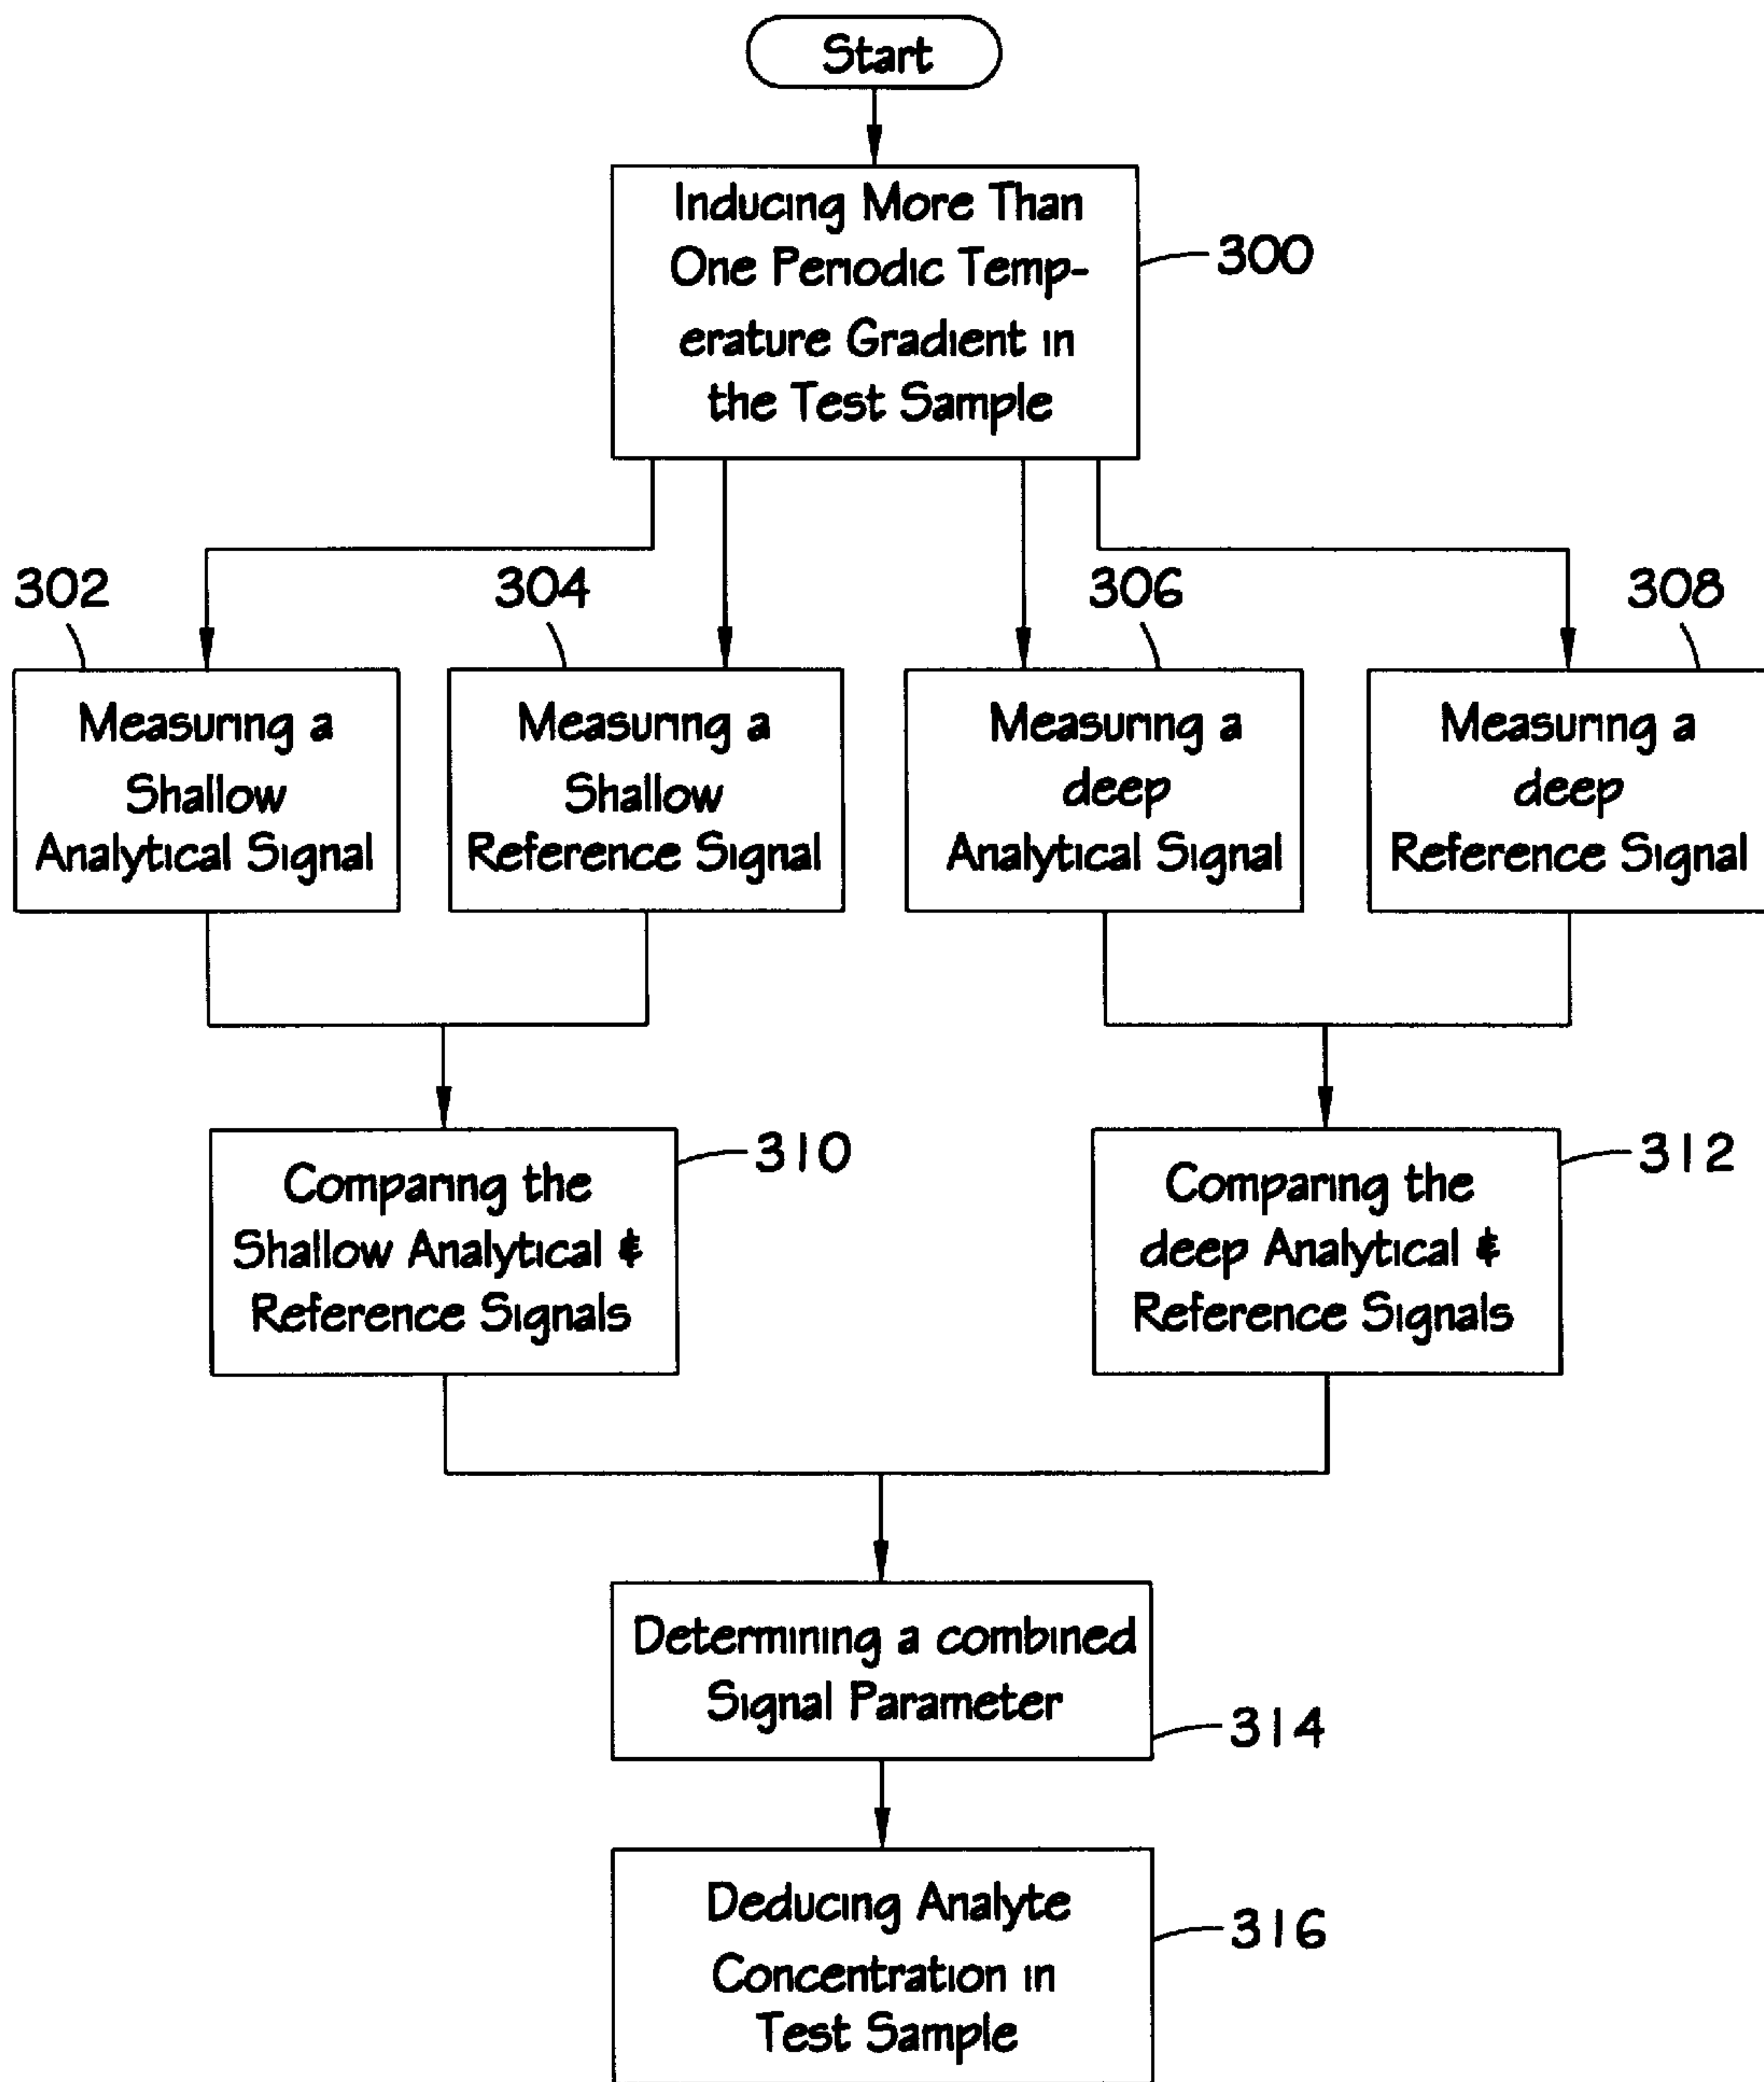 Start
Inducing More Than
One Periodic Temp-
erature Gradient in
the Test Sample
300
302
304
306
308
Measuring a
Shallow
Analytical Signal
Measuring a
Shallow
Reference Signal
Measuring a
deep
Analytical Signal
Measuring a
deep
Reference Signal
Comparing the
Shallow Analytical &
Reference Signals
310
Comparing the
deep Analytical &
Reference Signals
312
Determining a combined
Signal Parameter
314
Deducing Analyte
Concentration in
Test Sample
316